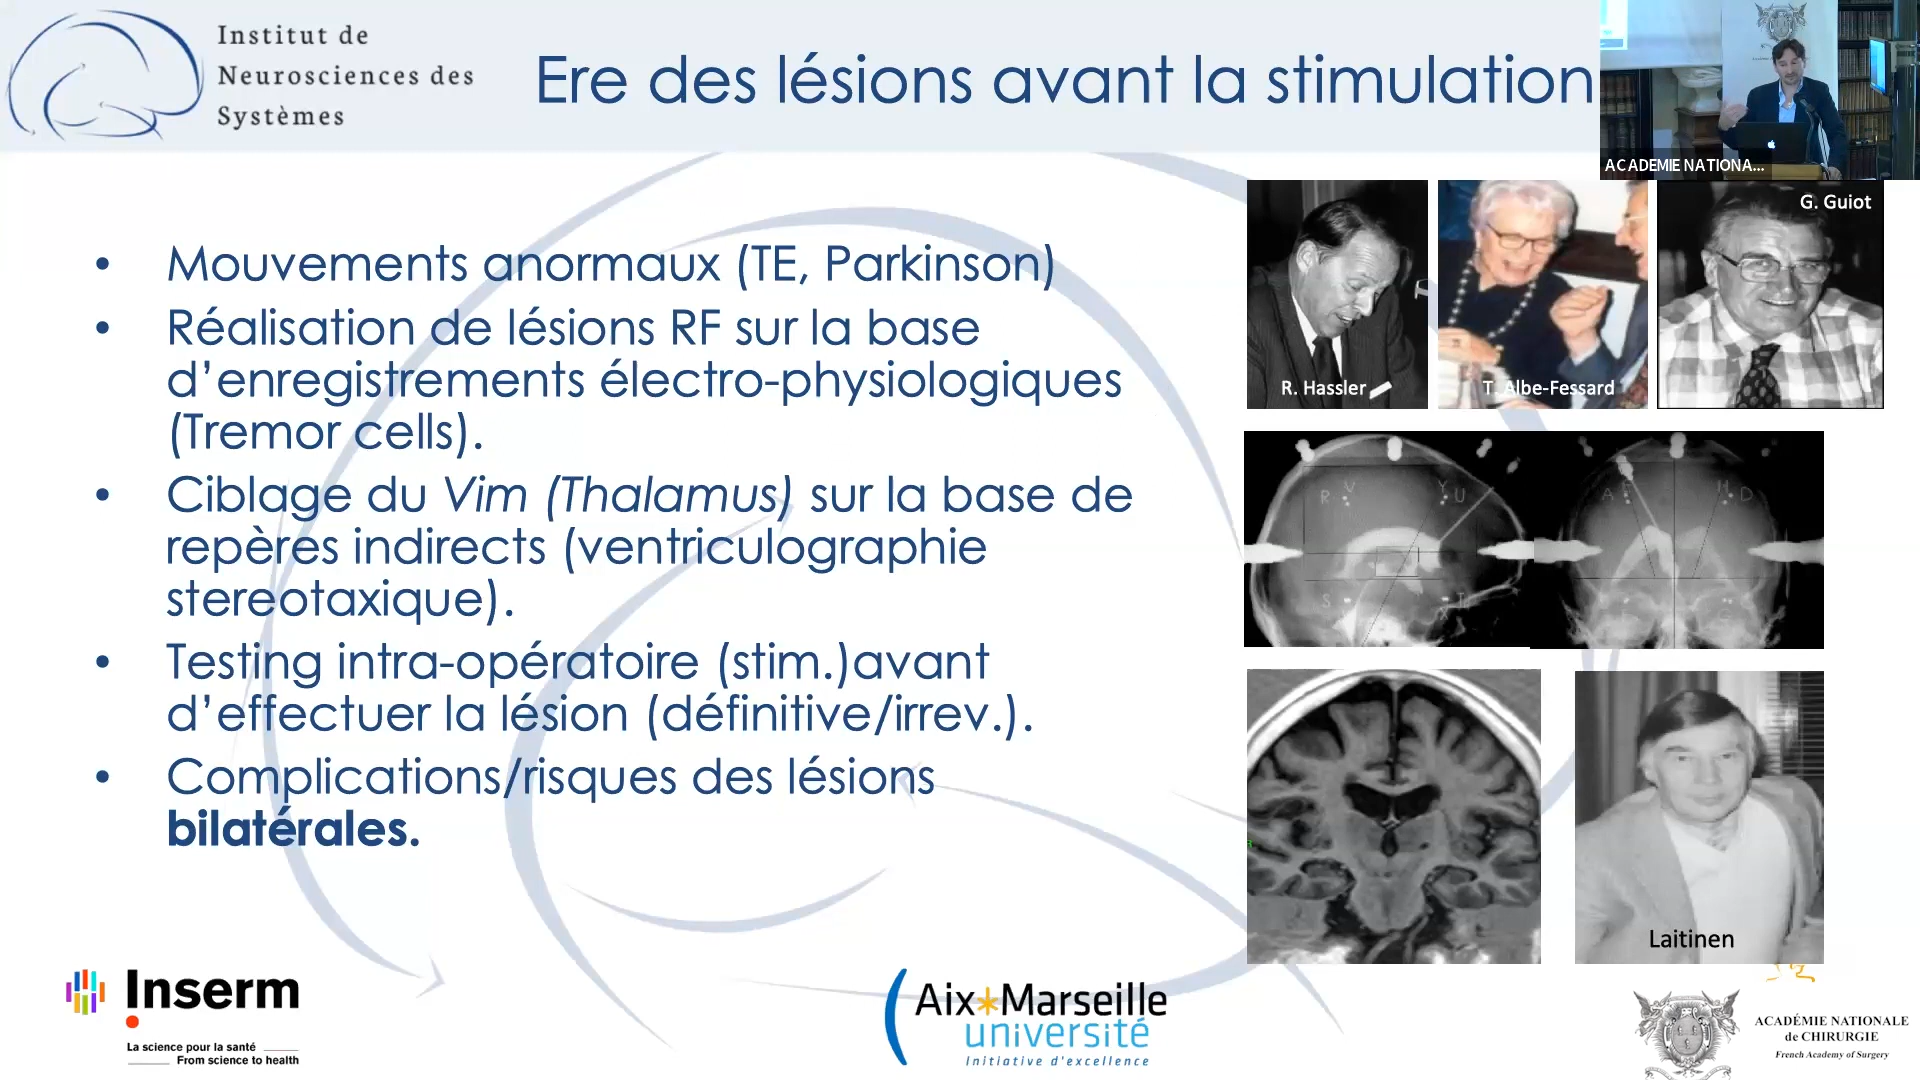 Institut de
Neurosciences des
Systèmes
Ere des lésions avant la stimulation
ACADEMIE NATIONA...
• Mouvements anormaux (TE, Parkinson)
• Réalisation de lésions RF sur la base
d’enregistrements électro-physiologiques
(Tremor cells).
• Ciblage du Vim (Thalamus) sur la base de
repères indirects (ventriculographie
stereotaxique).
• Testing intra-opératoire (stim.)avant
d’effectuer la lésion (définitive/irrev.).
• Complications/risques des lésions
bilatérales.
R. Hassler
T. Albe-Fessard
G. Guiot
R V Y U
A H D
S
Laitinen
Inserm
La science pour la santé
From science to health
Aix*Marseille
université
Initiative d'excellence
ACADÉMIE NATIONALE
de CHIRURGIE
French Academy of Surgery